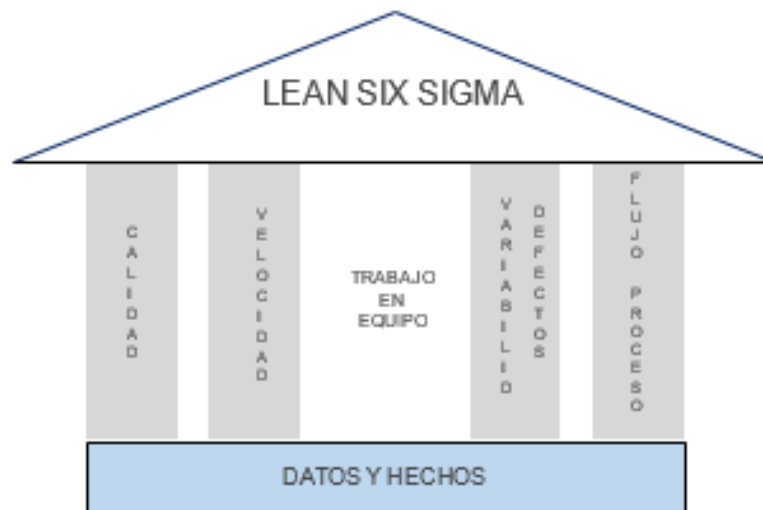 LEAN SIX SIGMA
CALIDAD
VELOCIDAD
TRABAJO
EN
EQUIPO
VARIABILID
DEFECTOS
FLUJO PROCESO
DATOS Y HECHOS